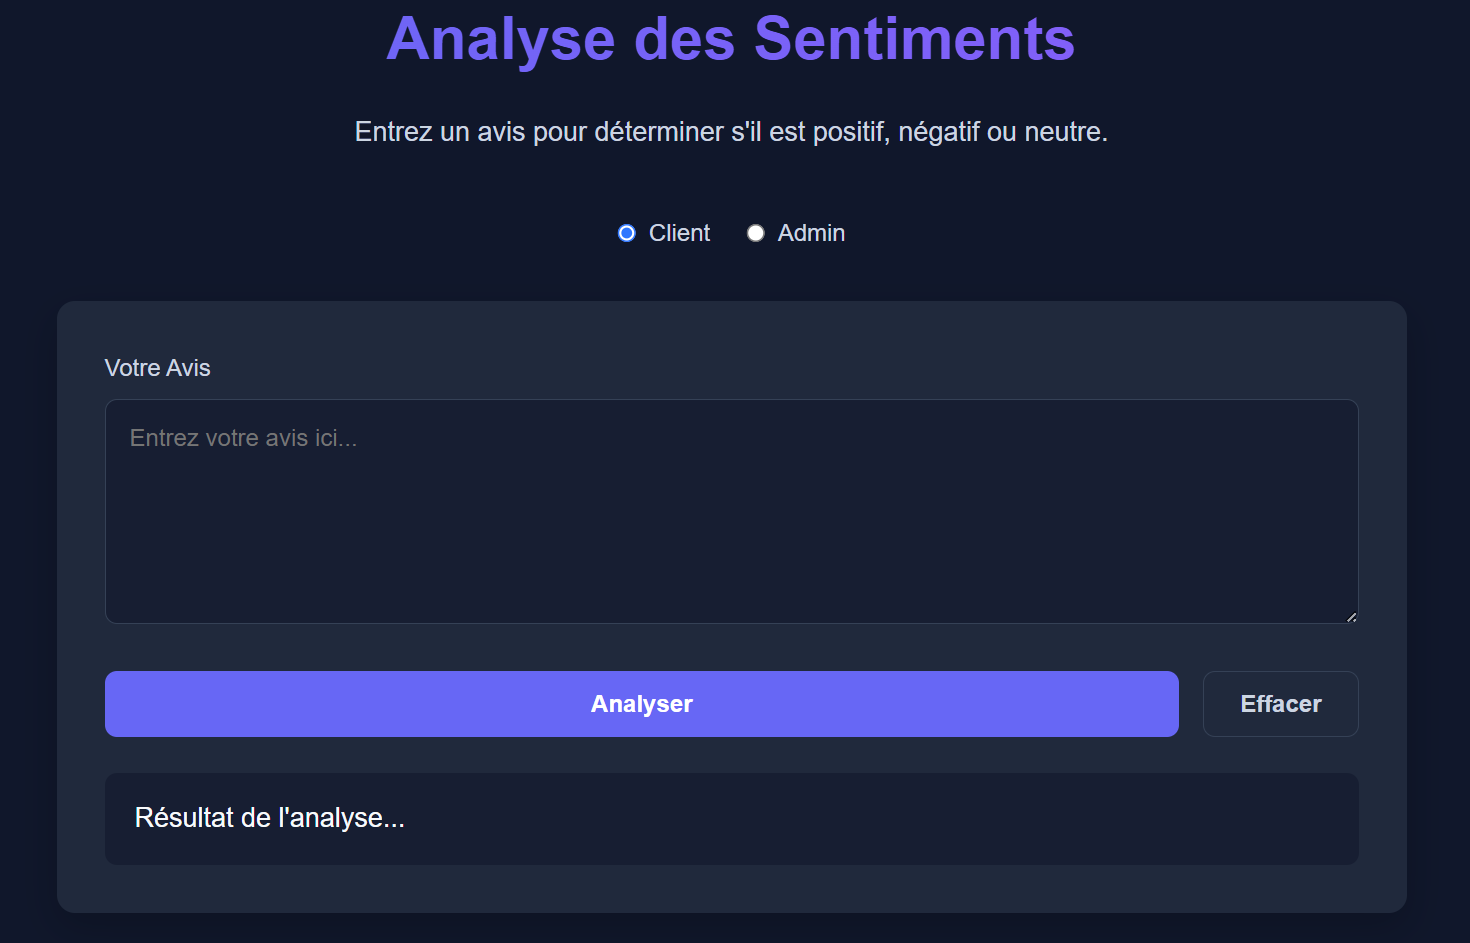 Analyse des Sentiments
Entrez un avis pour déterminer s'il est positif, négatif ou neutre.
Client Admin
Votre Avis
Entrez votre avis ici...
Analyser Effacer
Résultat de l'analyse...